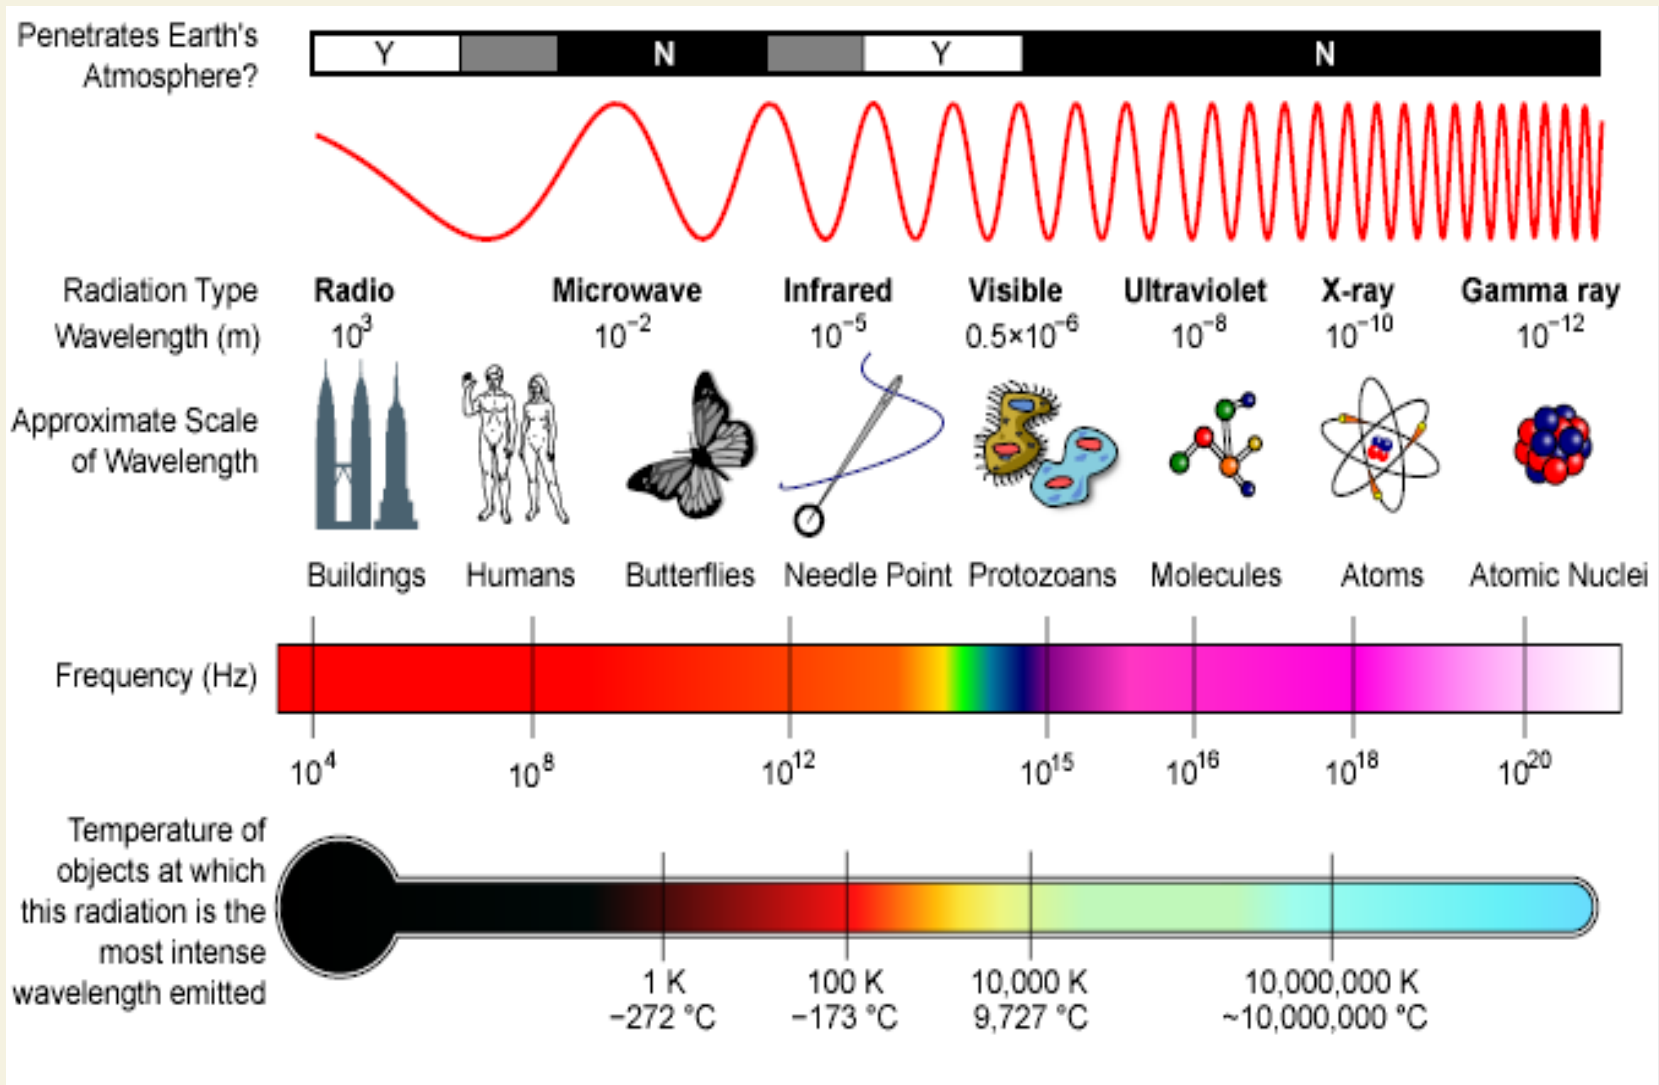 Penetrates Earth's
Atmosphere?
Y N Y N
Radiation Type
Radio Microwave Infrared Visible Ultraviolet X-ray Gamma ray
Wavelength (m)
10³ 10⁻² 10⁻⁵ 0.5×10⁻⁶ 10⁻⁸ 10⁻¹⁰ 10⁻¹²
Approximate Scale
of Wavelength
Buildings Humans Butterflies Needle Point Protozoans Molecules Atoms Atomic Nuclei
Frequency (Hz)
10⁴ 10⁸ 10¹² 10¹⁵ 10¹⁶ 10¹⁸ 10²⁰
Temperature of
objects at which
this radiation is the
most intense
wavelength emitted
1 K 100 K 10,000 K 10,000,000 K
−272 °C −173 °C 9,727 °C ~10,000,000 °C